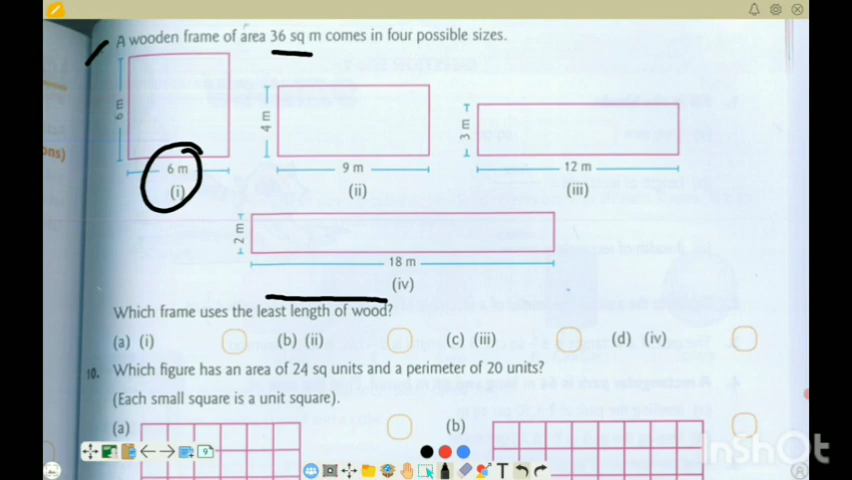 A wooden frame of area 36 sq m comes in four possible sizes.
6 m
4 m
3 m
6 m
9 m
12 m
(i)
(ii)
(iii)
2 m
18 m
(iv)
Which frame uses the least length of wood?
(a) (i) (b) (ii) (c) (iii) (d) (iv)
10. Which figure has an area of 24 sq units and a perimeter of 20 units?
(Each small square is a unit square).
(a) (b)
ons)
9
T
InShOt